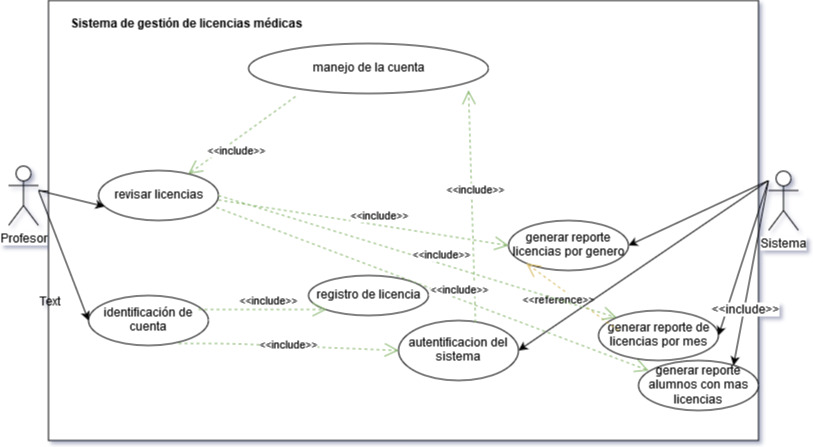 Sistema de gestión de licencias médicas
manejo de la cuenta
<<include>>
revisar licencias
<<include>>
<<include>>
Profesor
generar reporte
licencias por genero
Sistema
<<include>>
<<include>>
registro de licencia
Text
<<include>>
<<reference>>
<<include>>
identificación de
cuenta
generar reporte de
licencias por mes
<<include>>
autentificacion del
sistema
generar reporte
alumnos con mas
licencias